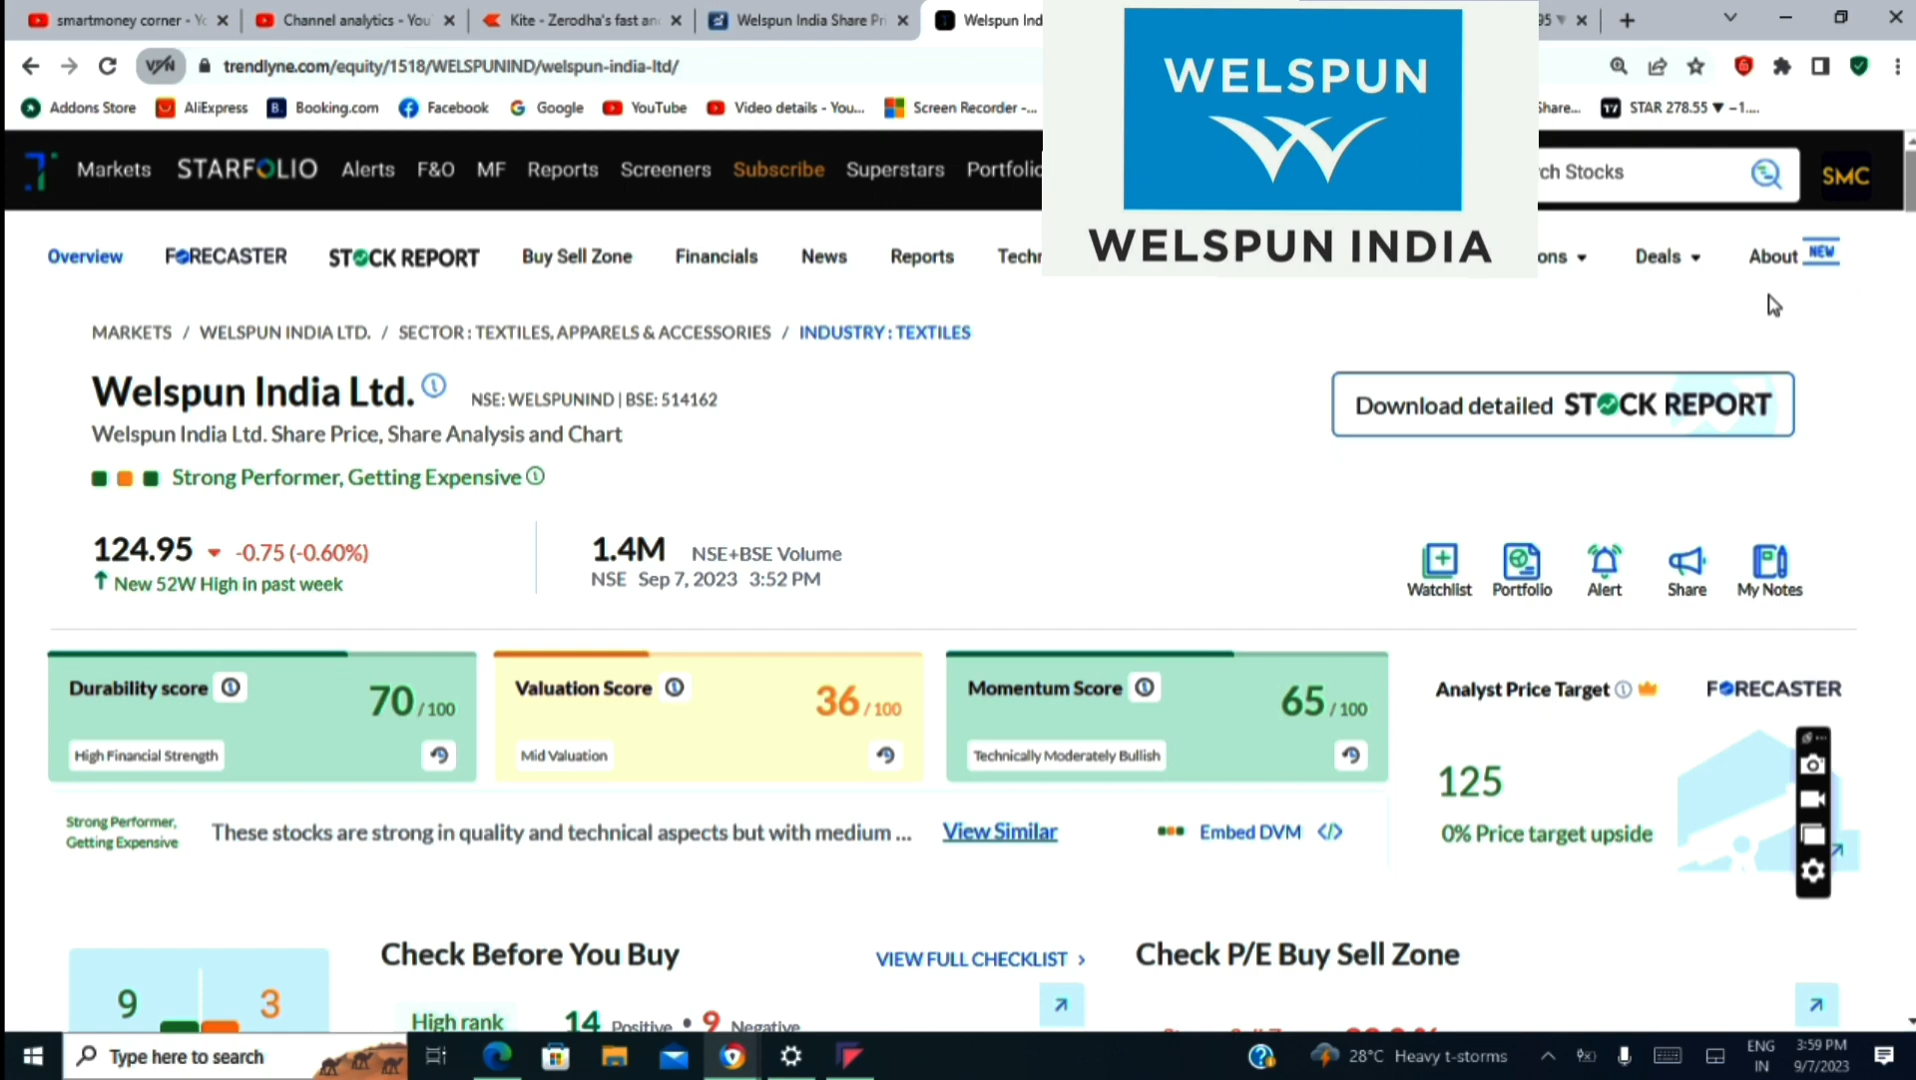 smartmoney corner - Yo
Channel analytics - You
Kite - Zerodha's fast an
Welspun India Share Pri
Welspun Ind
95
trendlyne.com/equity/1518/WELSPUNIND/welspun-india-ltd/
Addons Store
AliExpress
Booking.com
Facebook
Google
YouTube
Video details - You...
Screen Recorder -...
Share...
STAR 278.55 ▼ −1....
WELSPUN
WELSPUN INDIA
Markets
STARFOLIO
Alerts
F&O
MF
Reports
Screeners
Subscribe
Superstars
Portfolio
rch Stocks
SMC
Overview
FORECASTER
STOCK REPORT
Buy Sell Zone
Financials
News
Reports
Techn
ons
Deals
About NEW
MARKETS / WELSPUN INDIA LTD. / SECTOR : TEXTILES, APPARELS & ACCESSORIES / INDUSTRY : TEXTILES
Welspun India Ltd.
NSE: WELSPUNIND | BSE: 514162
Download detailed STOCK REPORT
Welspun India Ltd. Share Price, Share Analysis and Chart
Strong Performer, Getting Expensive
124.95 -0.75 (-0.60%)
New 52W High in past week
1.4M NSE+BSE Volume
NSE Sep 7, 2023 3:52 PM
Watchlist
Portfolio
Alert
Share
My Notes
Durability score
70 / 100
High Financial Strength
Valuation Score
36 / 100
Mid Valuation
Momentum Score
65 / 100
Technically Moderately Bullish
Analyst Price Target
FORECASTER
125
0% Price target upside
Strong Performer,
Getting Expensive
These stocks are strong in quality and technical aspects but with medium ...
View Similar
Embed DVM </>
9
3
Check Before You Buy
VIEW FULL CHECKLIST >
High rank
14 Positive • 9 Negative
Check P/E Buy Sell Zone
Type here to search
28°C Heavy t-storms
ENG
IN
3:59 PM
9/7/2023